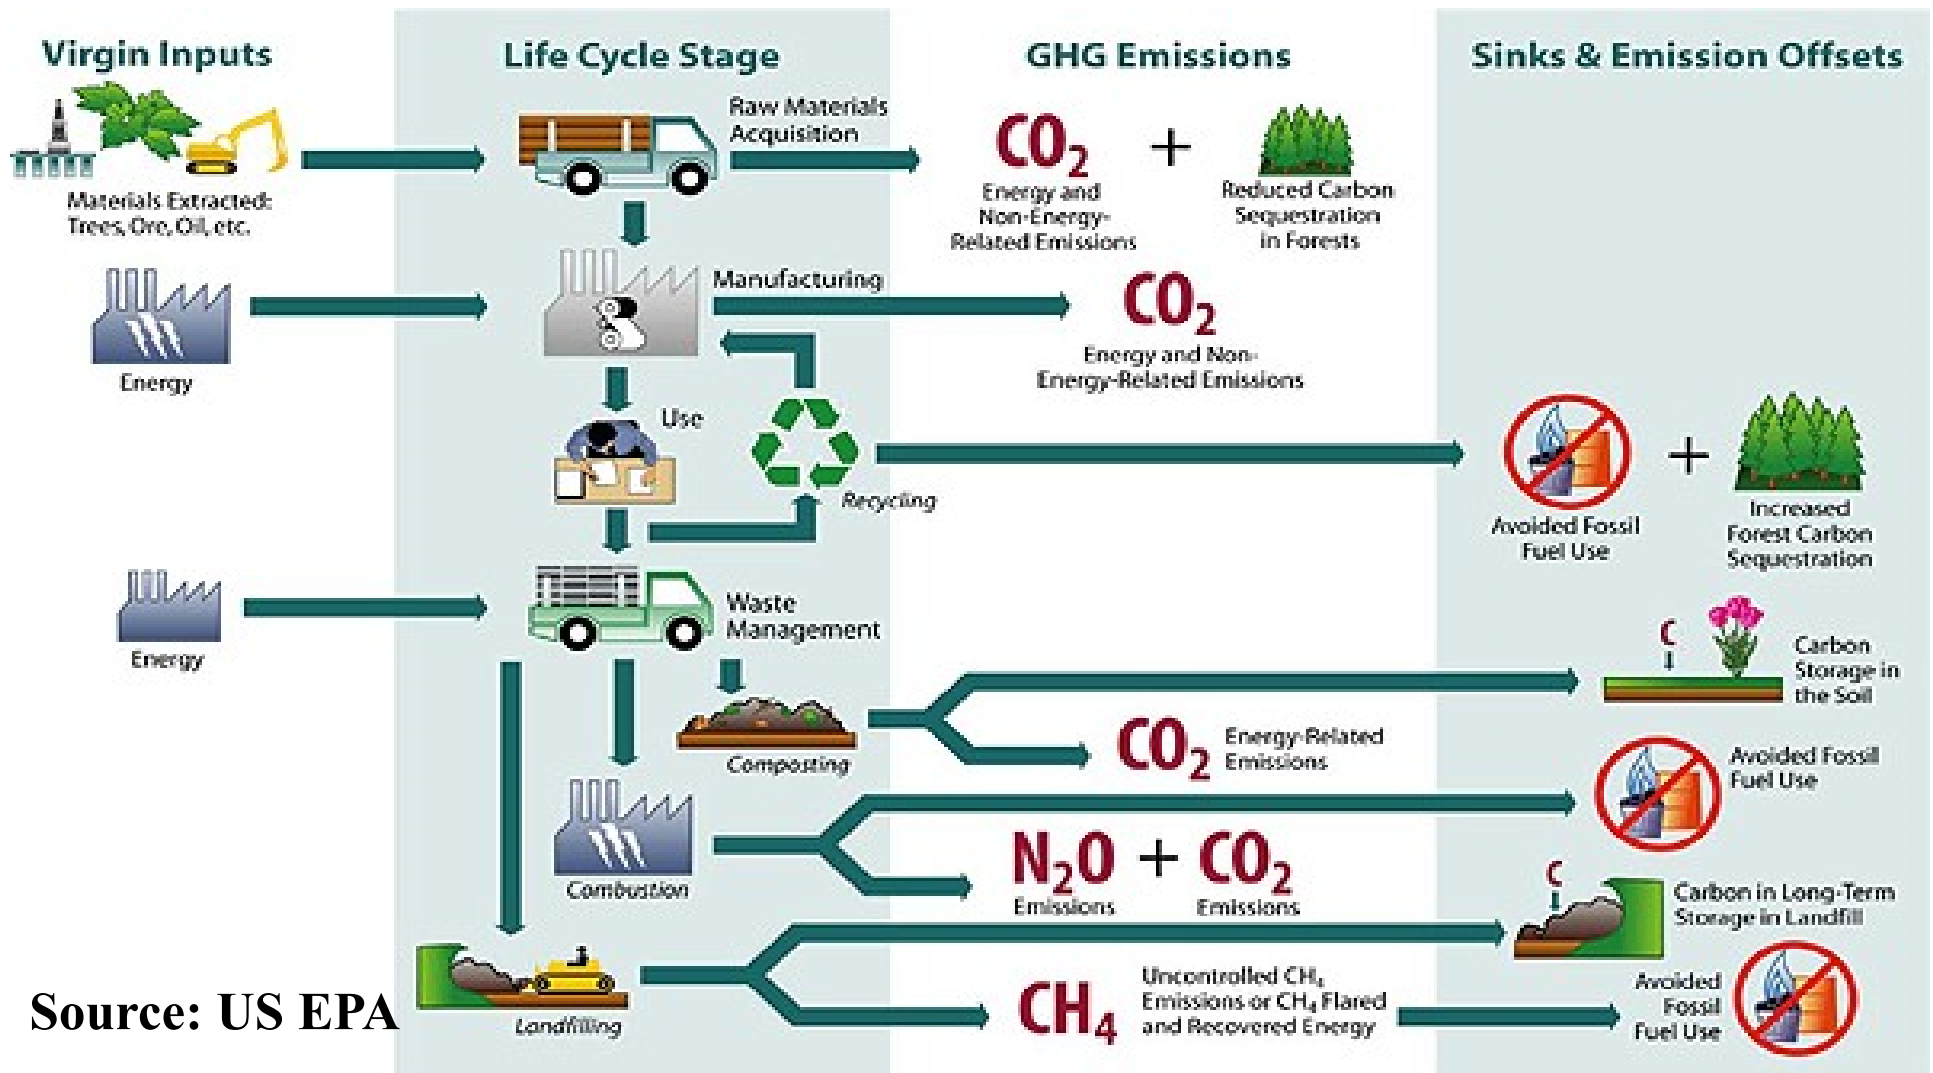 Virgin Inputs
Life Cycle Stage
GHG Emissions
Sinks & Emission Offsets
Materials Extracted:
Trees, Ore, Oil, etc.
Raw Materials
Acquisition
CO2
Energy and
Non-Energy-
Related Emissions
+
Reduced Carbon
Sequestration
in Forests
Energy
Manufacturing
CO2
Energy and Non-
Energy-Related Emissions
Use
Recycling
Avoided Fossil
Fuel Use
+
Increased
Forest Carbon
Sequestration
Energy
Waste
Management
C
Carbon
Storage in
the Soil
Composting
CO2
Energy-Related
Emissions
Avoided Fossil
Fuel Use
Combustion
N2O + CO2
Emissions
Emissions
C
Carbon in Long-Term
Storage in Landfill
Landfilling
CH4
Uncontrolled CH4
Emissions or CH4 Flared
and Recovered Energy
Avoided
Fossil
Fuel Use
Source: US EPA